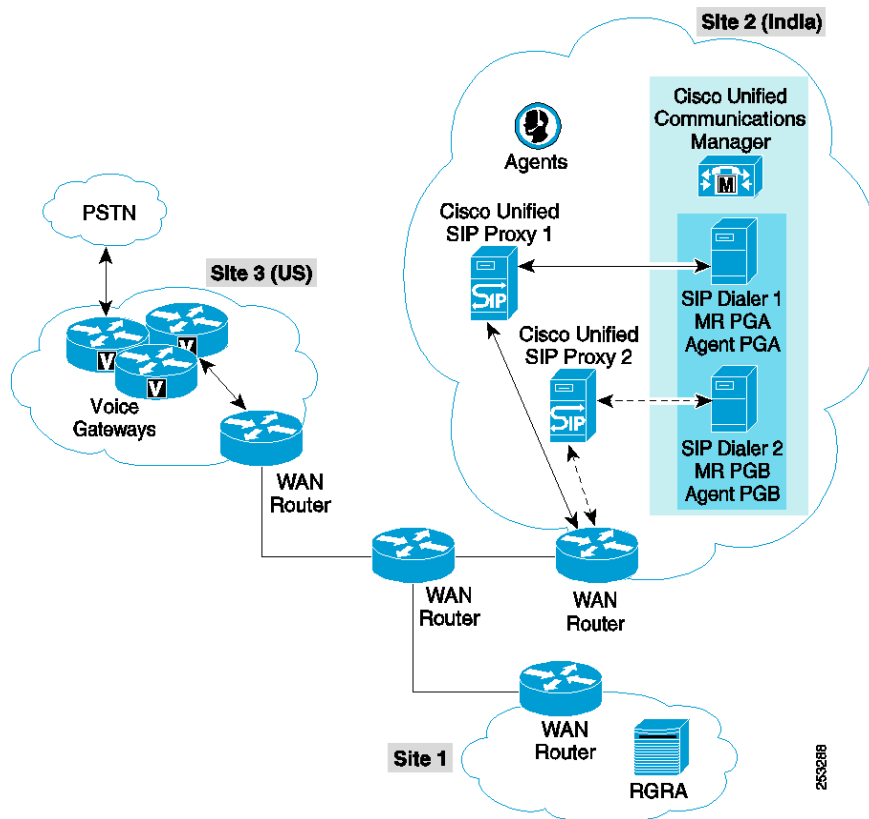 Site 2 (India)
Cisco Unified
Communications
Manager
M
Agents
PSTN
Cisco Unified
SIP Proxy 1
SIP
Site 3 (US)
SIP Dialer 1
MR PGA
Agent PGA
Cisco Unified
SIP Proxy 2
SIP
V
V
V
Voice
Gateways
SIP Dialer 2
MR PGB
Agent PGB
WAN
Router
WAN
Router
WAN
Router
WAN
Router
Site 1
RGRA
253288